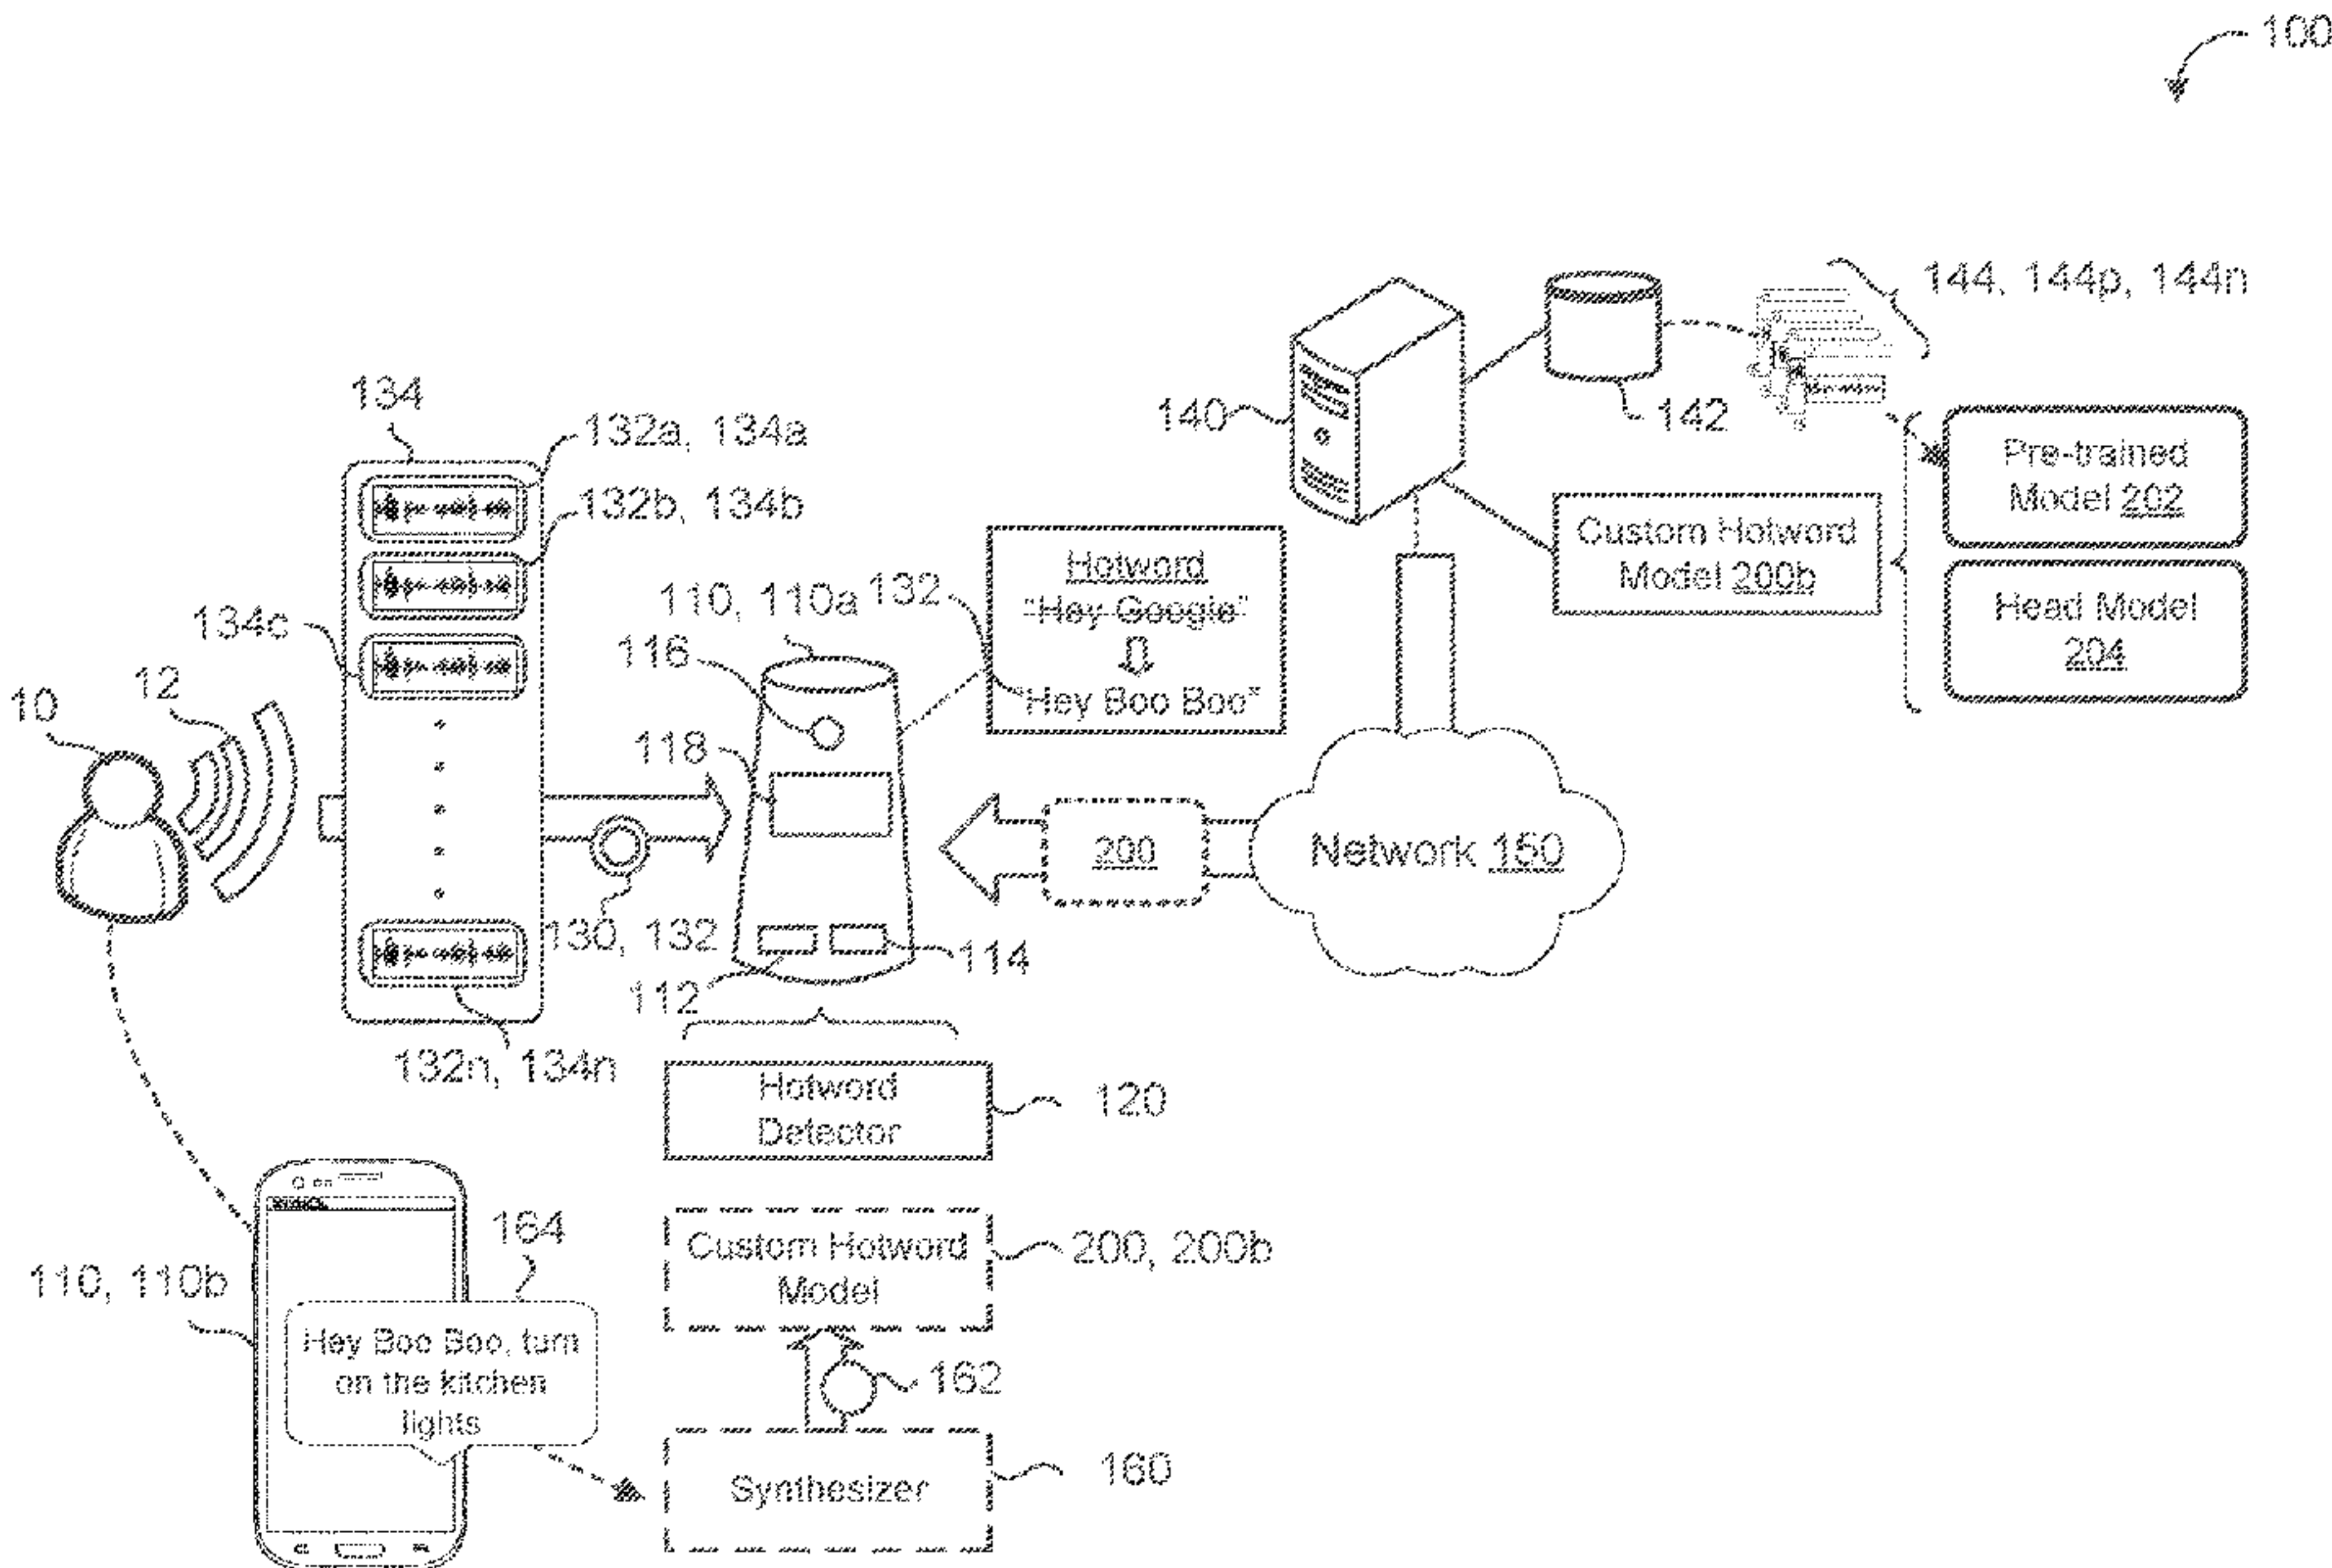 100
144, 144p, 144n
134
132a, 134a
132b, 134b
134c
140
142
Pre-trained
Model 202
Custom Hotword
Model 200b
Head Model
204
Hotword
"Hey Google"
"Hey Boo Boo"
132
110, 110a
116
118
12
10
130, 132
200
Network 150
112
114
132n, 134n
Hotword
Detector
120
Custom Hotword
Model
200, 200b
164
110, 110b
Hey Boo Boo, turn
on the kitchen
lights
162
Synthesizer
160